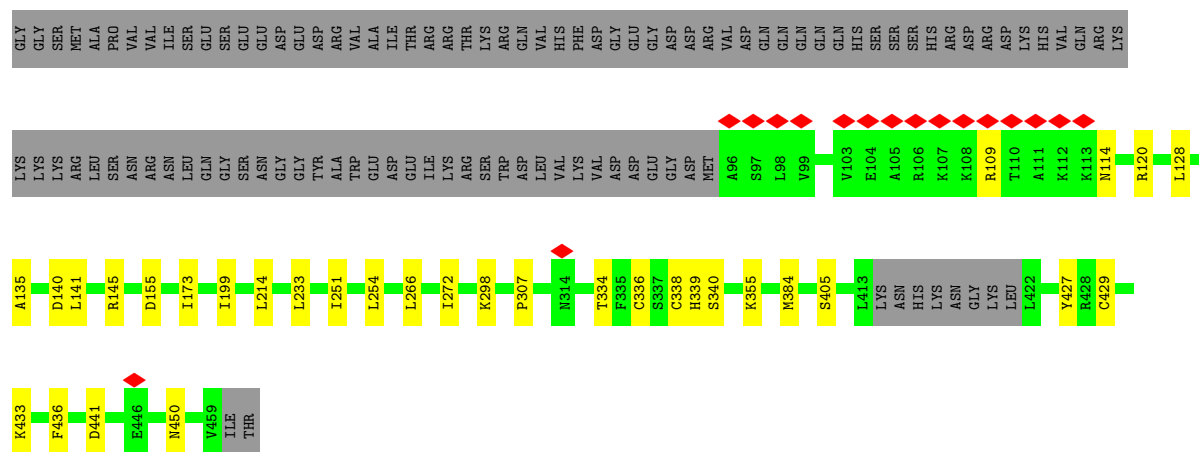 GLY GLY SER MET ALA PRO VAL VAL ILE SER GLU SER GLU GLU ASP GLU ASP ARG VAL ALA ILE THR ARG ARG THR LYS ARG GLN VAL HIS PHE ASP GLY GLU GLY ASP ASP ARG VAL ASP GLN GLN GLN GLN GLN HIS SER SER SER HIS ARG ASP ARG ASP LYS HIS VAL GLN ARG LYS
LYS LYS LYS ARG LEU SER ASN ARG ASN LEU GLN GLY SER ASN GLY GLY TYR ALA TRP GLU ASP GLU ILE LYS ARG SER TRP ASP LEU VAL LYS VAL ASP ASP GLU GLY ASP MET A96 S97 L98 V99 V103 E104 A105 R106 K107 K108 R109 T110 A111 K112 K113 N114 R120 L128
A135 D140 L141 R145 D155 I173 I199 L214 L233 I251 L254 L266 I272 K298 P307 N314 T334 F335 C336 S337 C338 H339 S340 K355 M384 S405 L413 LYS ASN HIS LYS ASN GLY LYS LEU L422 Y427 R428 C429
K433 F436 D441 E446 N450 V459 ILE THR